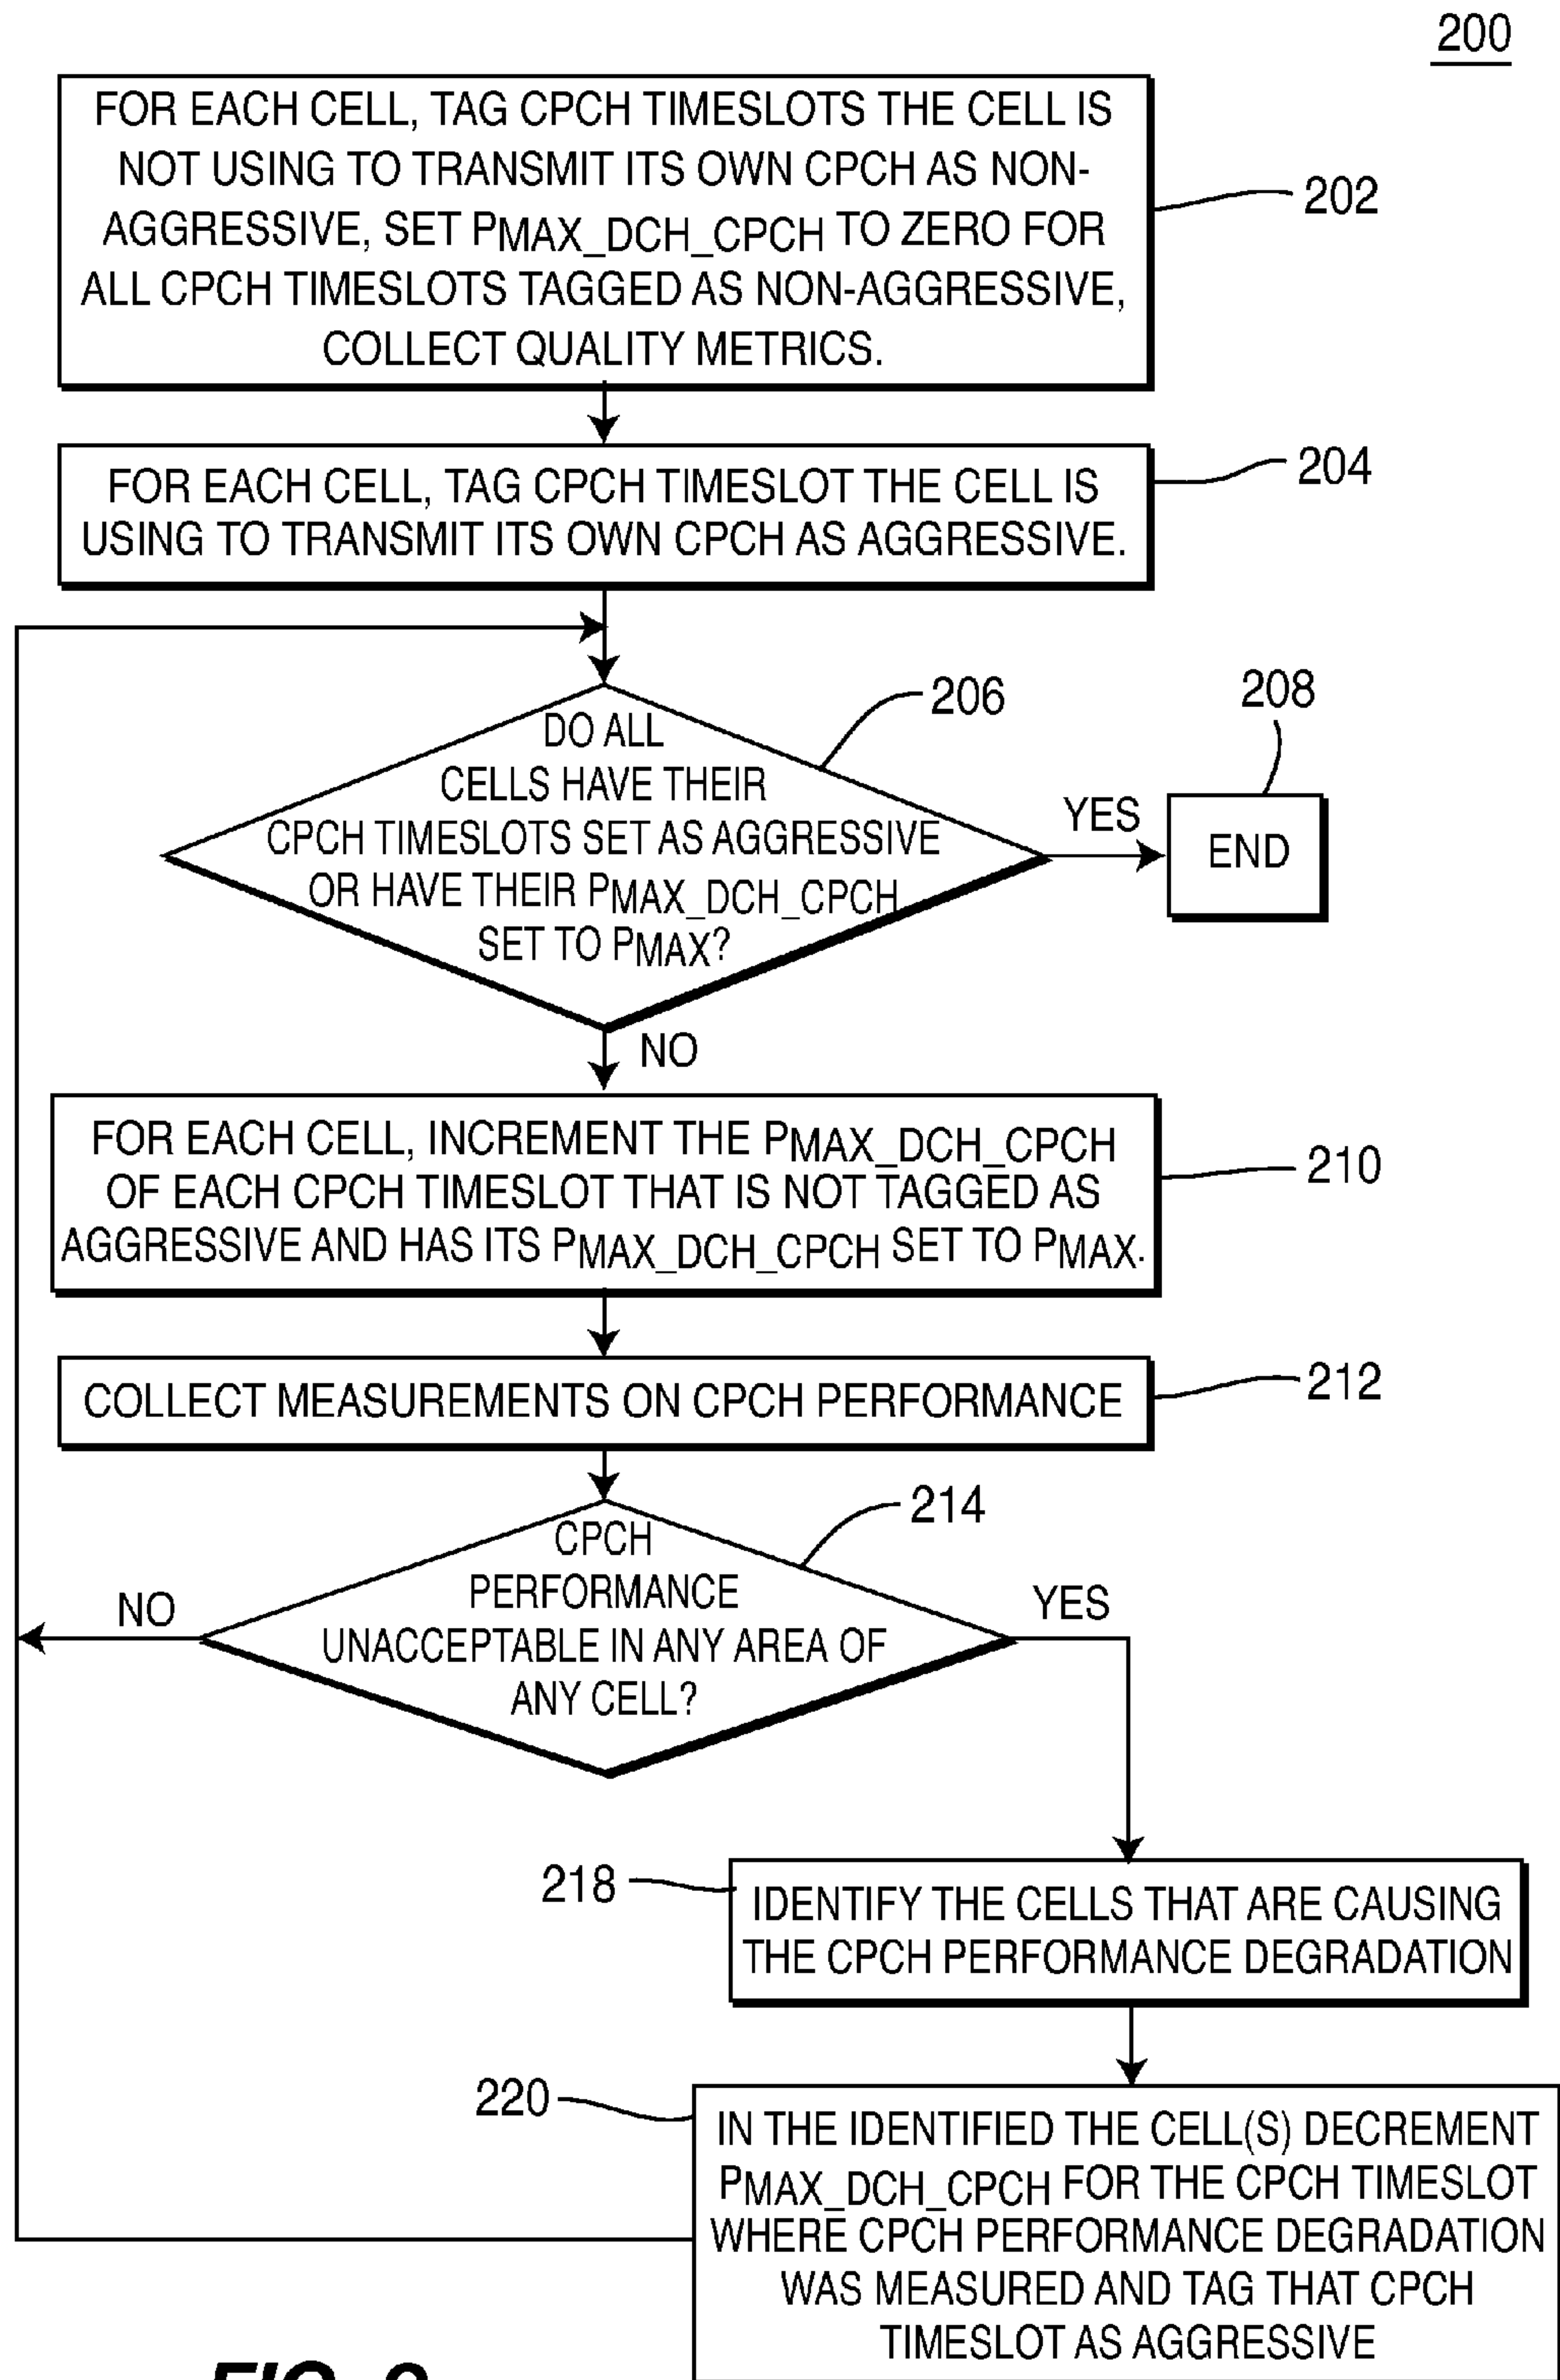 200
FOR EACH CELL, TAG CPCH TIMESLOTS THE CELL IS
NOT USING TO TRANSMIT ITS OWN CPCH AS NON-
AGGRESSIVE, SET PMAX_DCH_CPCH TO ZERO FOR
ALL CPCH TIMESLOTS TAGGED AS NON-AGGRESSIVE,
COLLECT QUALITY METRICS.
202
FOR EACH CELL, TAG CPCH TIMESLOT THE CELL IS
USING TO TRANSMIT ITS OWN CPCH AS AGGRESSIVE.
204
DO ALL
CELLS HAVE THEIR
CPCH TIMESLOTS SET AS AGGRESSIVE
OR HAVE THEIR PMAX_DCH_CPCH
SET TO PMAX?
206
YES
208
END
NO
FOR EACH CELL, INCREMENT THE PMAX_DCH_CPCH
OF EACH CPCH TIMESLOT THAT IS NOT TAGGED AS
AGGRESSIVE AND HAS ITS PMAX_DCH_CPCH SET TO PMAX.
210
COLLECT MEASUREMENTS ON CPCH PERFORMANCE
212
CPCH
PERFORMANCE
UNACCEPTABLE IN ANY AREA OF
ANY CELL?
214
NO
YES
218
IDENTIFY THE CELLS THAT ARE CAUSING
THE CPCH PERFORMANCE DEGRADATION
220
IN THE IDENTIFIED THE CELL(S) DECREMENT
PMAX_DCH_CPCH FOR THE CPCH TIMESLOT
WHERE CPCH PERFORMANCE DEGRADATION
WAS MEASURED AND TAG THAT CPCH
TIMESLOT AS AGGRESSIVE
FIG.